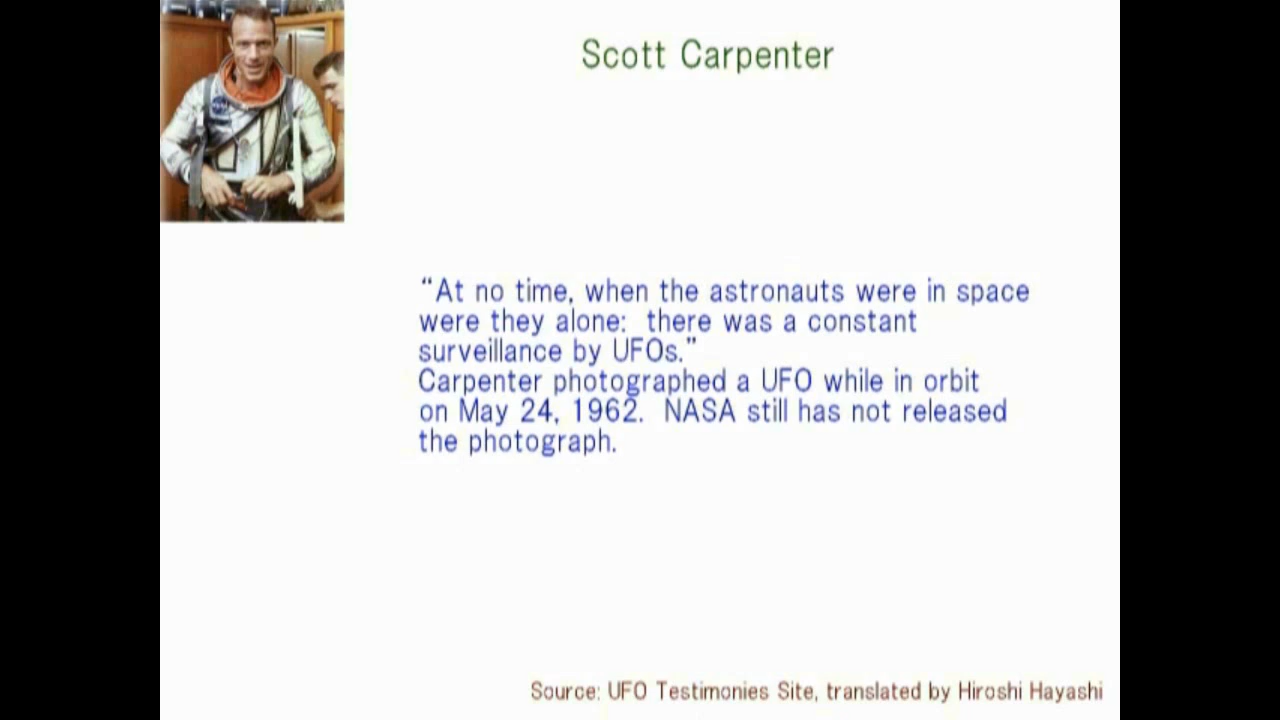 Scott Carpenter
“At no time, when the astronauts were in space
were they alone: there was a constant
surveillance by UFOs.”
Carpenter photographed a UFO while in orbit
on May 24, 1962. NASA still has not released
the photograph.
Source: UFO Testimonies Site, translated by Hiroshi Hayashi